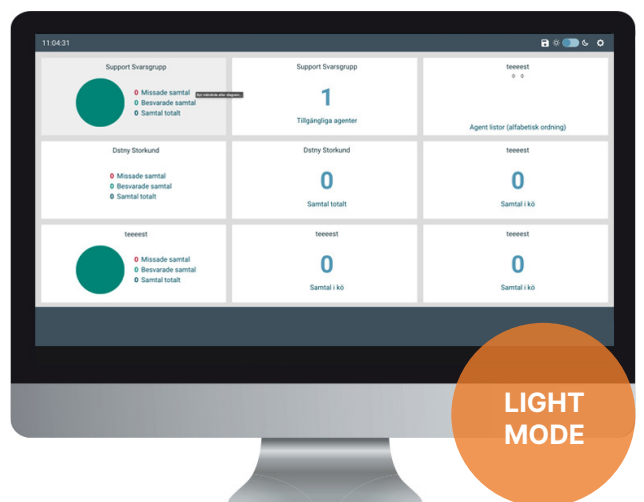 11:04:31
Support Svarsgrupp
0 Missade samtal
0 Besvarade samtal
0 Samtal totalt
Support Svarsgrupp
1
Tillgängliga agenter
teeeest
0 0
Agent listor (alfabetisk ordning)
Dstny Storkund
0 Missade samtal
0 Besvarade samtal
0 Samtal totalt
Dstny Storkund
0
Samtal totalt
teeeest
0
Samtal i kö
teeeest
0 Missade samtal
0 Besvarade samtal
0 Samtal totalt
teeeest
0
Samtal i kö
teeeest
0
Samtal i kö
LIGHT
MODE